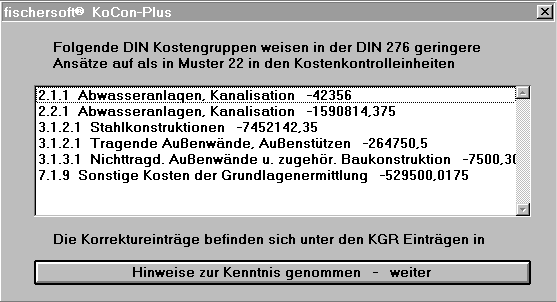 fischersoft® KoCon-Plus
Folgende DIN Kostengruppen weisen in der DIN 276 geringere
Ansätze auf als in Muster 22 in den Kostenkontrolleinheiten
2.1.1 Abwasseranlagen, Kanalisation -42356
2.2.1 Abwasseranlagen, Kanalisation -1590814,375
3.1.2.1 Stahlkonstruktionen -7452142,35
3.1.2.1 Tragende Außenwände, Außenstützen -264750,5
3.1.3.1 Nichttragd. Außenwände u. zugehör. Baukonstruktion -7500,30
7.1.9 Sonstige Kosten der Grundlagenermittlung -529500,0175
Die Korrektureinträge befinden sich unter den KGR Einträgen in
Hinweise zur Kenntnis genommen - weiter